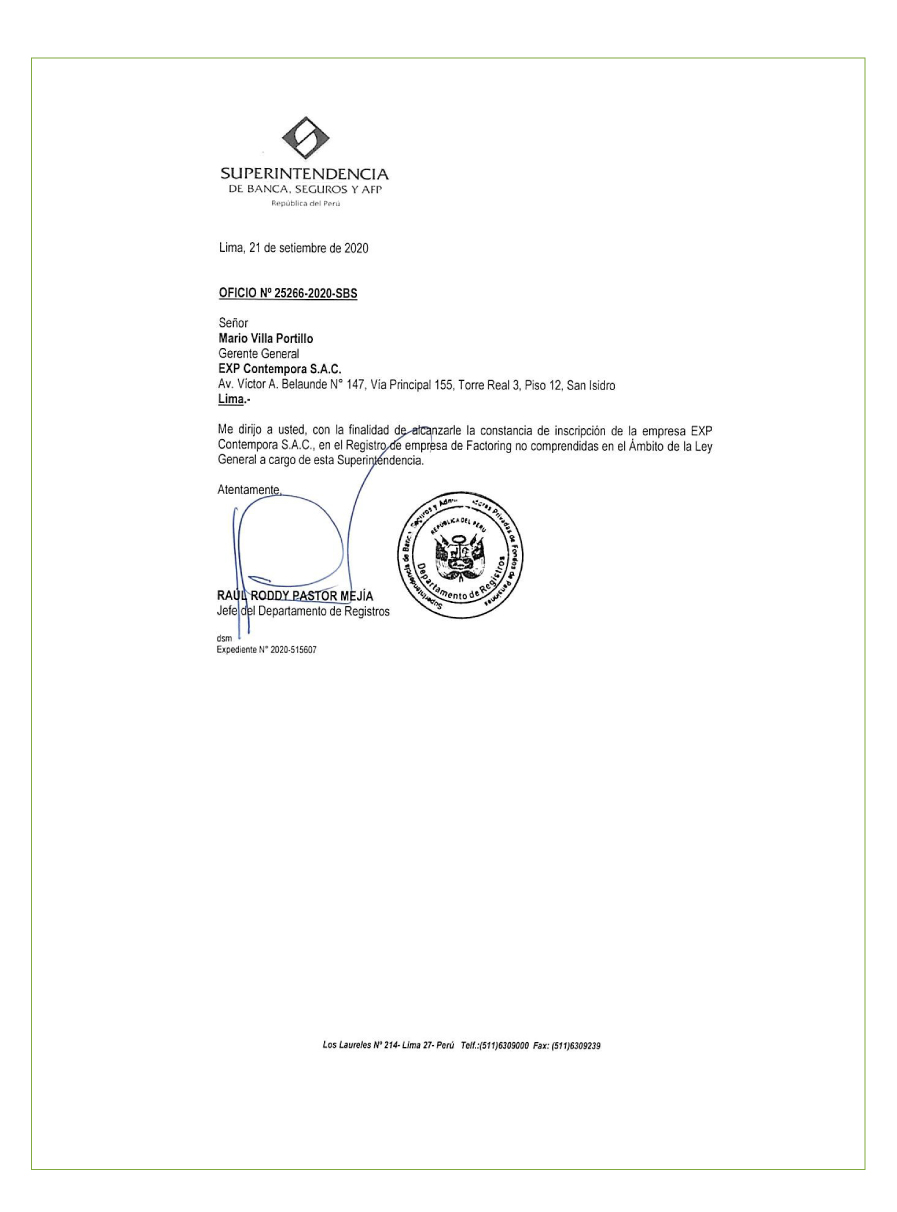 SUPERINTENDENCIA
DE BANCA, SEGUROS Y AFP
República del Perú
Lima, 21 de setiembre de 2020
OFICIO Nº 25266-2020-SBS
Señor
Mario Villa Portillo
Gerente General
EXP Contempora S.A.C.
Av. Víctor A. Belaunde N° 147, Vía Principal 155, Torre Real 3, Piso 12, San Isidro
Lima.-
Me dirijo a usted, con la finalidad de alcanzarle la constancia de inscripción de la empresa EXP
Contempora S.A.C., en el Registro de empresa de Factoring no comprendidas en el Ámbito de la Ley
General a cargo de esta Superintendencia.
Atentamente,
Superintendencia de Banca, Seguros y Privadas de Fondos de Pensiones
REPÚBLICA DEL PERU
Departamento de Registros
RAÚL RODDY PASTOR MEJÍA
Jefe del Departamento de Registros
dsm
Expediente N° 2020-515607
Los Laureles Nº 214- Lima 27- Perú Telf.:(511)6309000 Fax: (511)6309239